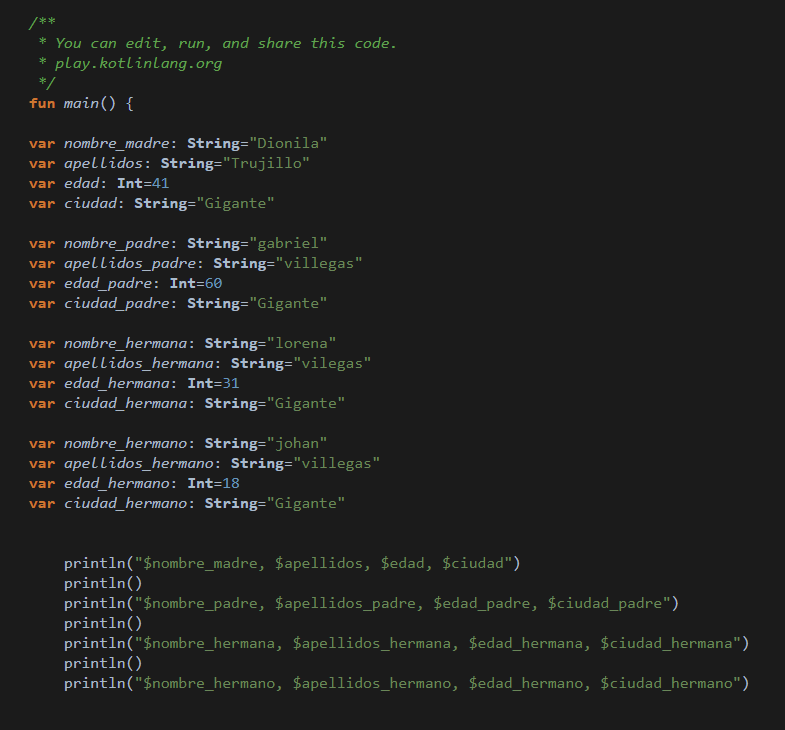 /**
 * You can edit, run, and share this code.
 * play.kotlinlang.org
 */
fun main() {

var nombre_madre: String="Dionila"
var apellidos: String="Trujillo"
var edad: Int=41
var ciudad: String="Gigante"

var nombre_padre: String="gabriel"
var apellidos_padre: String="villegas"
var edad_padre: Int=60
var ciudad_padre: String="Gigante"

var nombre_hermana: String="lorena"
var apellidos_hermana: String="vilegas"
var edad_hermana: Int=31
var ciudad_hermana: String="Gigante"

var nombre_hermano: String="johan"
var apellidos_hermano: String="villegas"
var edad_hermano: Int=18
var ciudad_hermano: String="Gigante"


    println("$nombre_madre, $apellidos, $edad, $ciudad")
    println()
    println("$nombre_padre, $apellidos_padre, $edad_padre, $ciudad_padre")
    println()
    println("$nombre_hermana, $apellidos_hermana, $edad_hermana, $ciudad_hermana")
    println()
    println("$nombre_hermano, $apellidos_hermano, $edad_hermano, $ciudad_hermano")